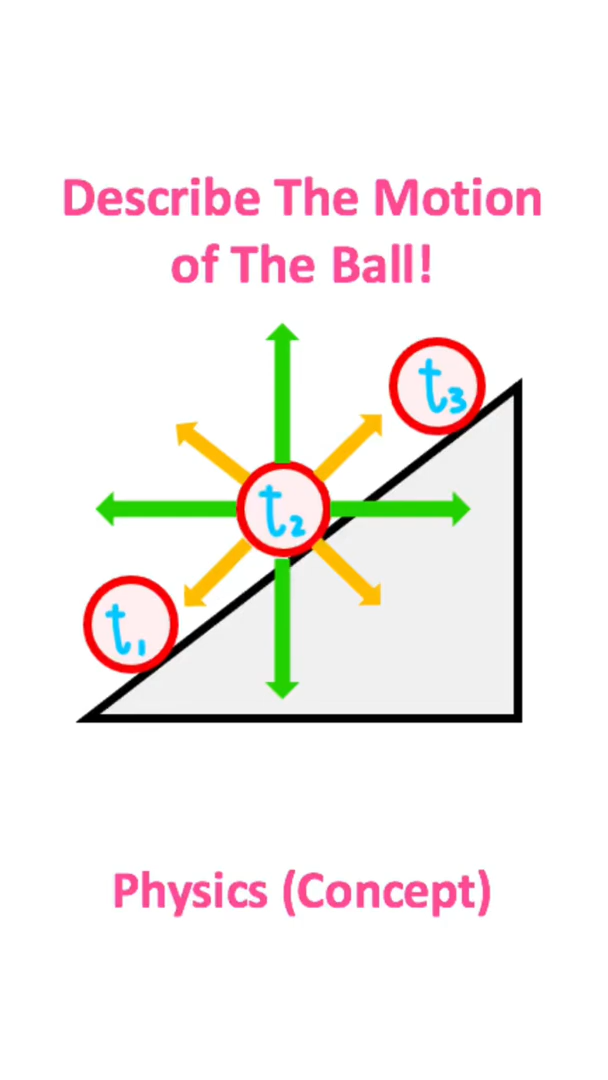 Describe The Motion
of The Ball!
t₃
t₂
t₁
Physics (Concept)